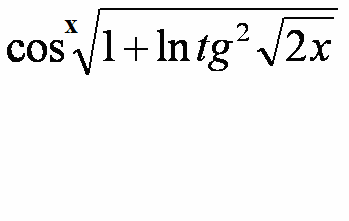 cos^x √(1 + ln tg² √(2x))